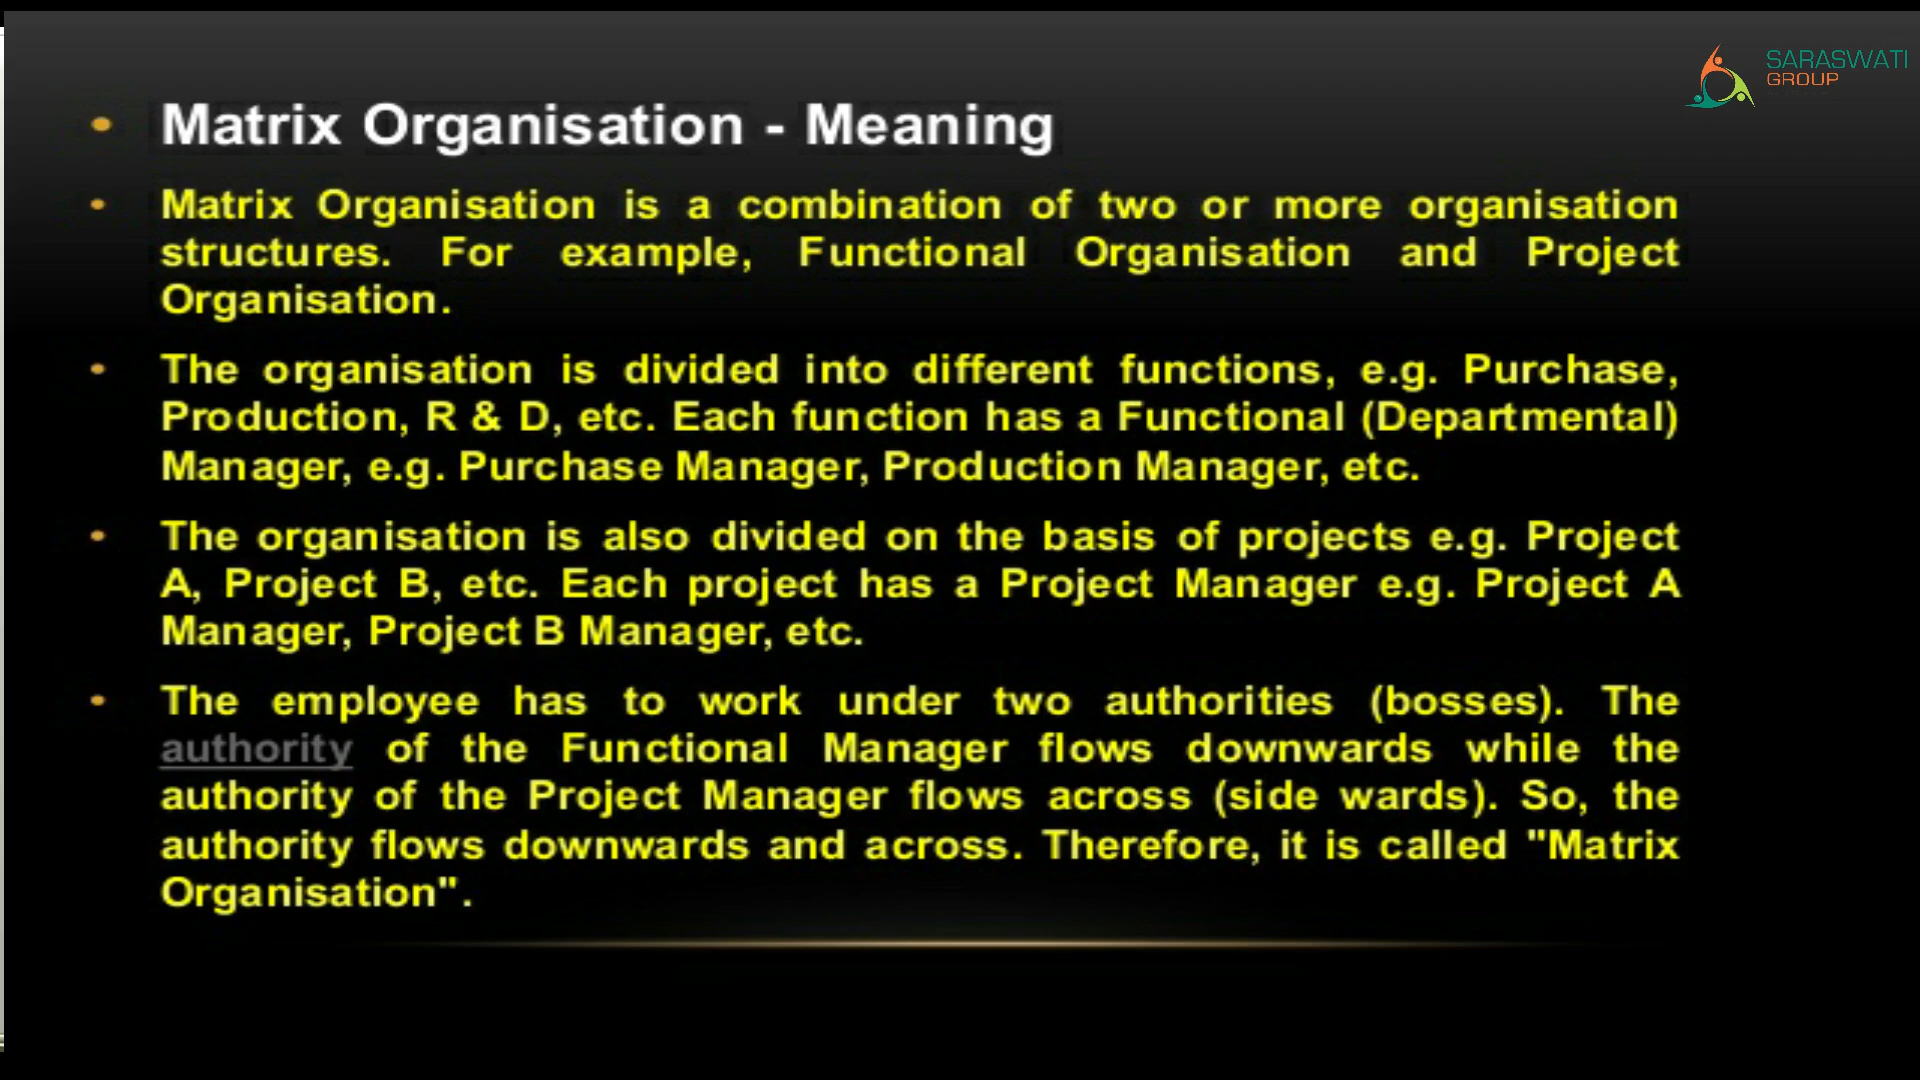 SARASWATI
GROUP
• Matrix Organisation - Meaning
• Matrix Organisation is a combination of two or more organisation
structures. For example, Functional Organisation and Project
Organisation.
• The organisation is divided into different functions, e.g. Purchase,
Production, R & D, etc. Each function has a Functional (Departmental)
Manager, e.g. Purchase Manager, Production Manager, etc.
• The organisation is also divided on the basis of projects e.g. Project
A, Project B, etc. Each project has a Project Manager e.g. Project A
Manager, Project B Manager, etc.
• The employee has to work under two authorities (bosses). The
authority of the Functional Manager flows downwards while the
authority of the Project Manager flows across (side wards). So, the
authority flows downwards and across. Therefore, it is called "Matrix
Organisation".